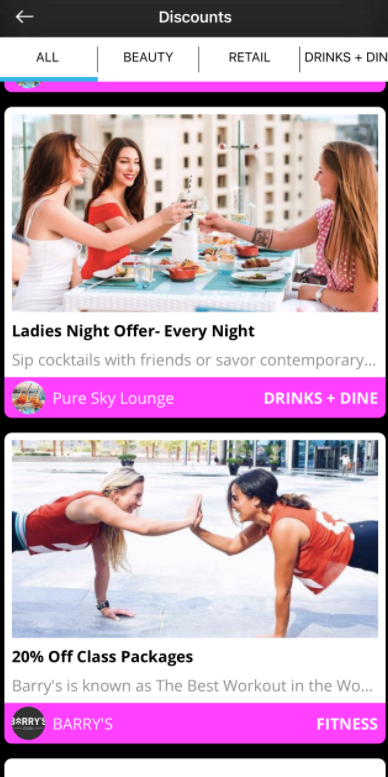 Discounts
ALL
BEAUTY
RETAIL
DRINKS + DIN
Ladies Night Offer- Every Night
Sip cocktails with friends or savor contemporary...
Pure Sky Lounge
DRINKS + DINE
20% Off Class Packages
Barry's is known as The Best Workout in the Wo...
BARRY'S
BARRY'S
FITNESS